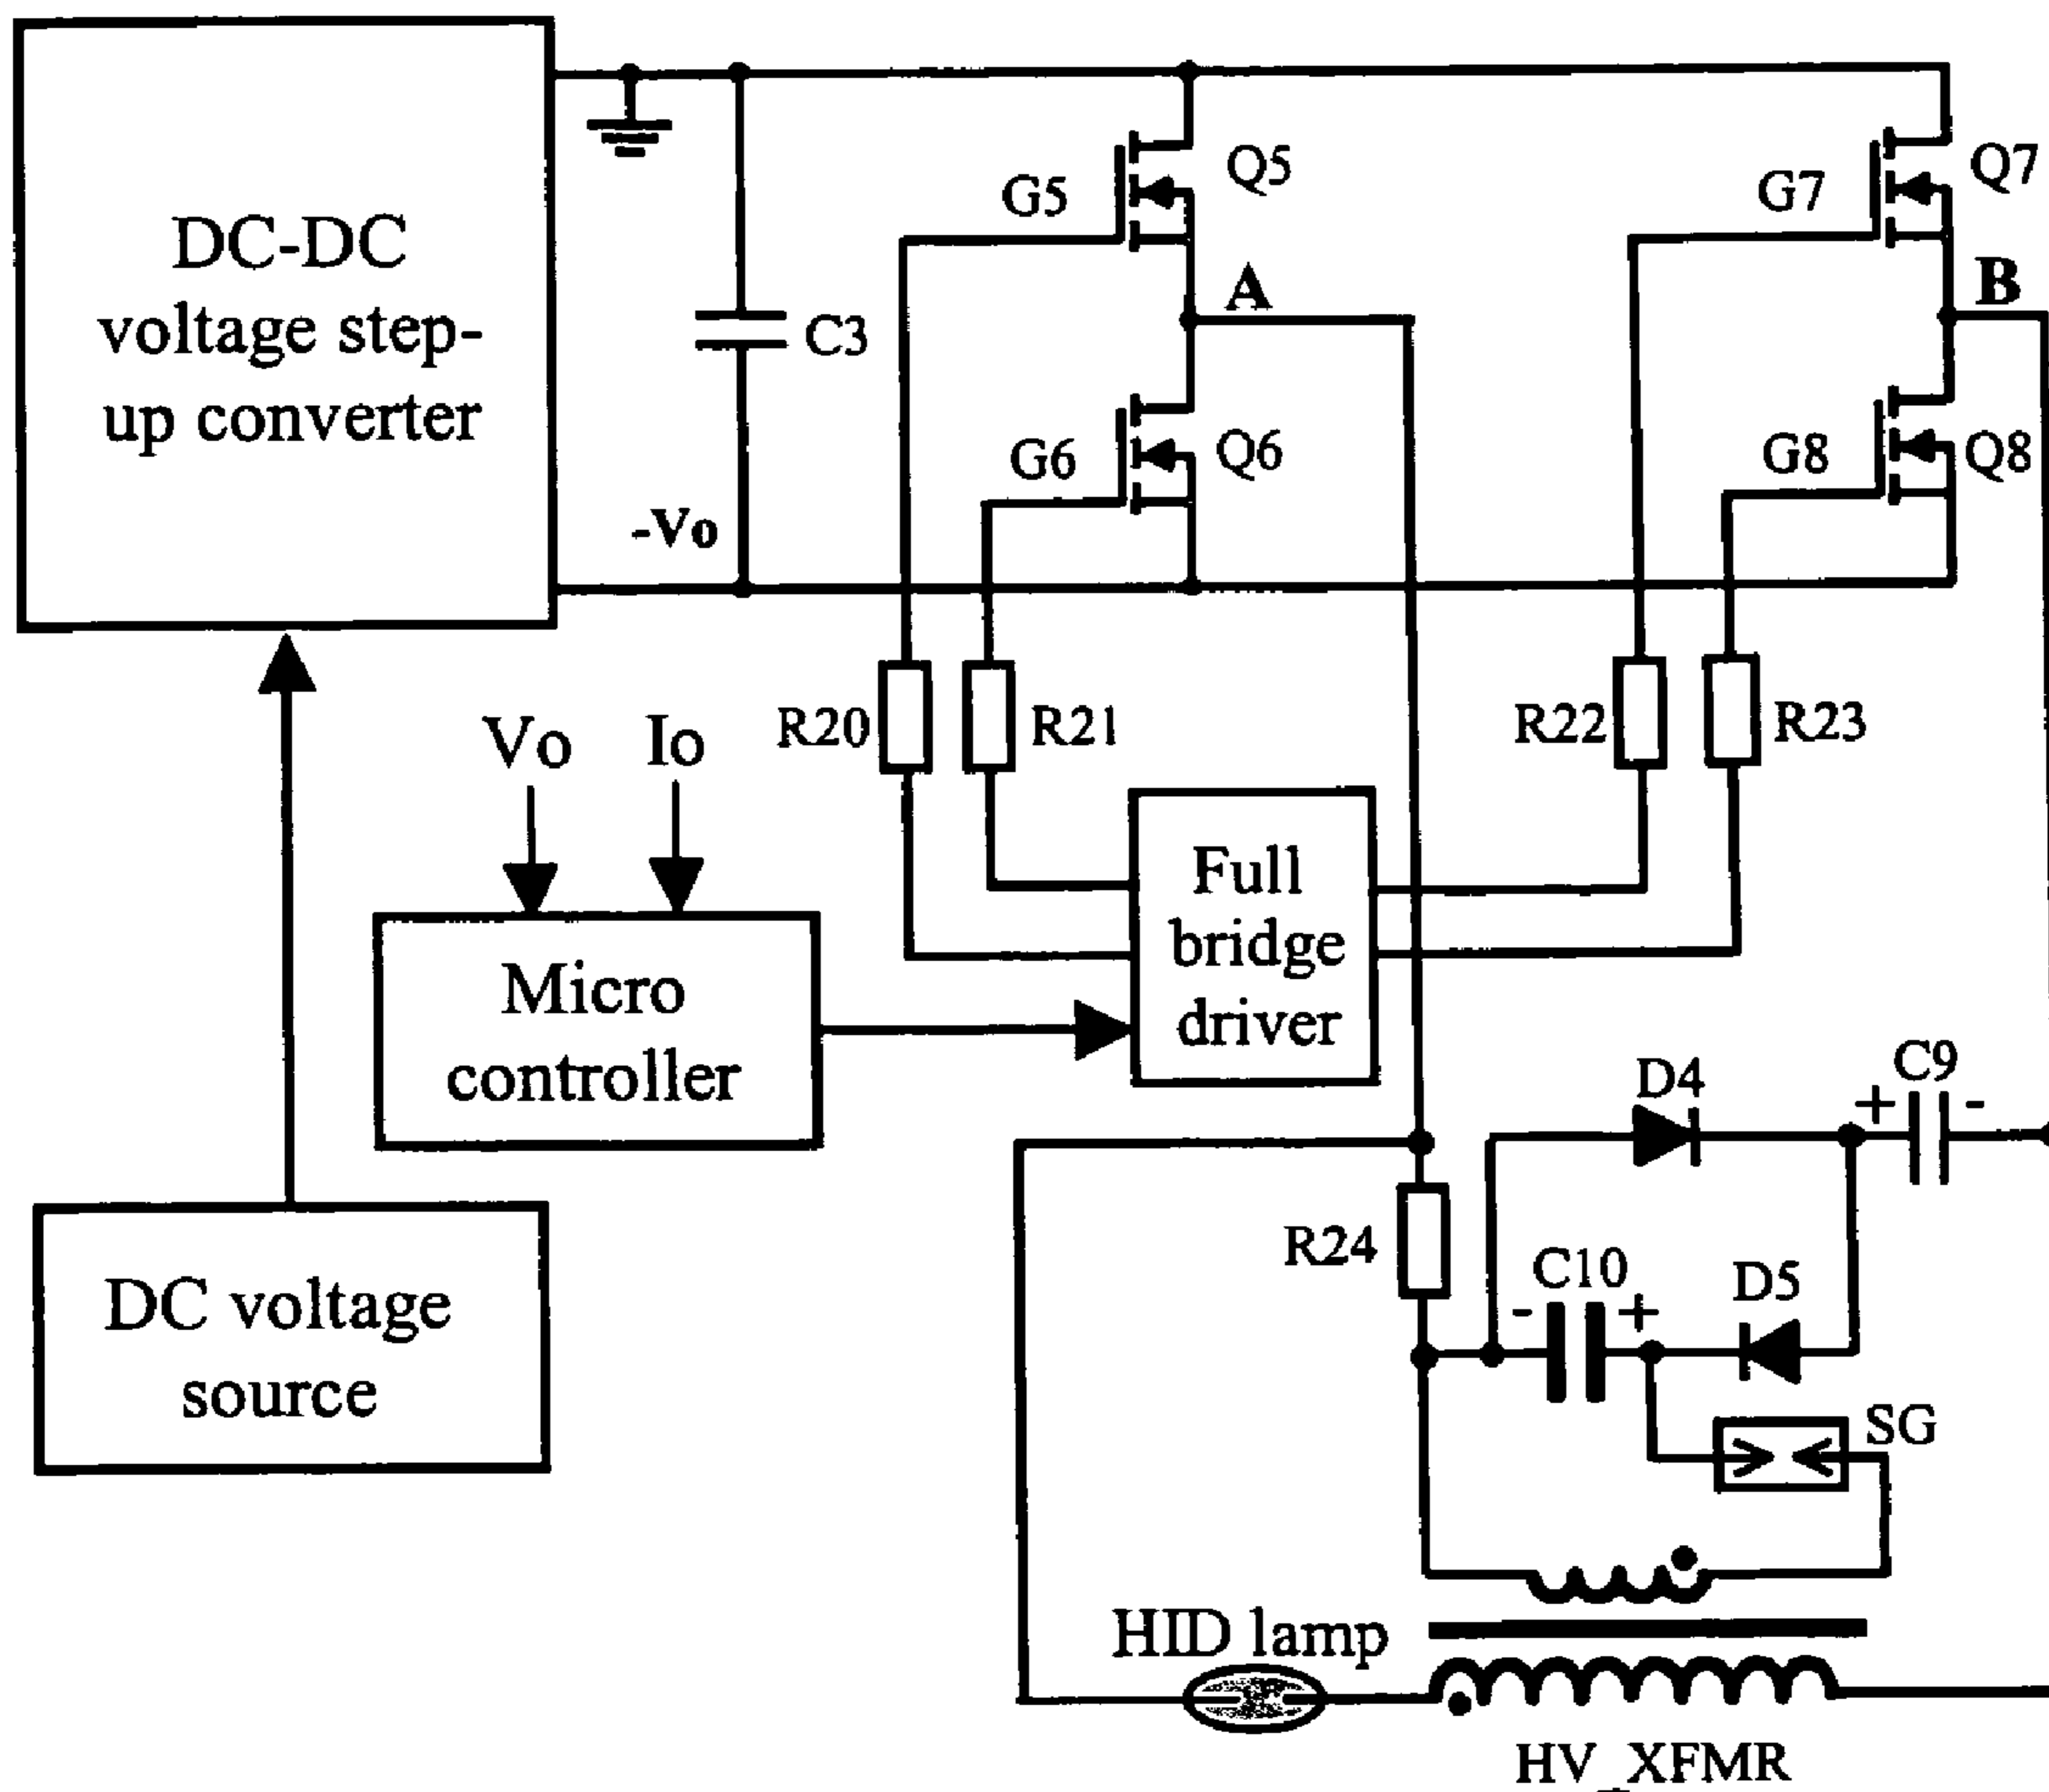 DC-DC
voltage step-
up converter
C3
-Vo
G5
Q5
A
G6
Q6
G7
Q7
B
G8
Q8
R20
R21
R22
R23
Vo
Io
Micro
controller
Full
bridge
driver
DC voltage
source
R24
D4
+
C9
-
-
C10
+
D5
SG
HID lamp
HV_XFMR